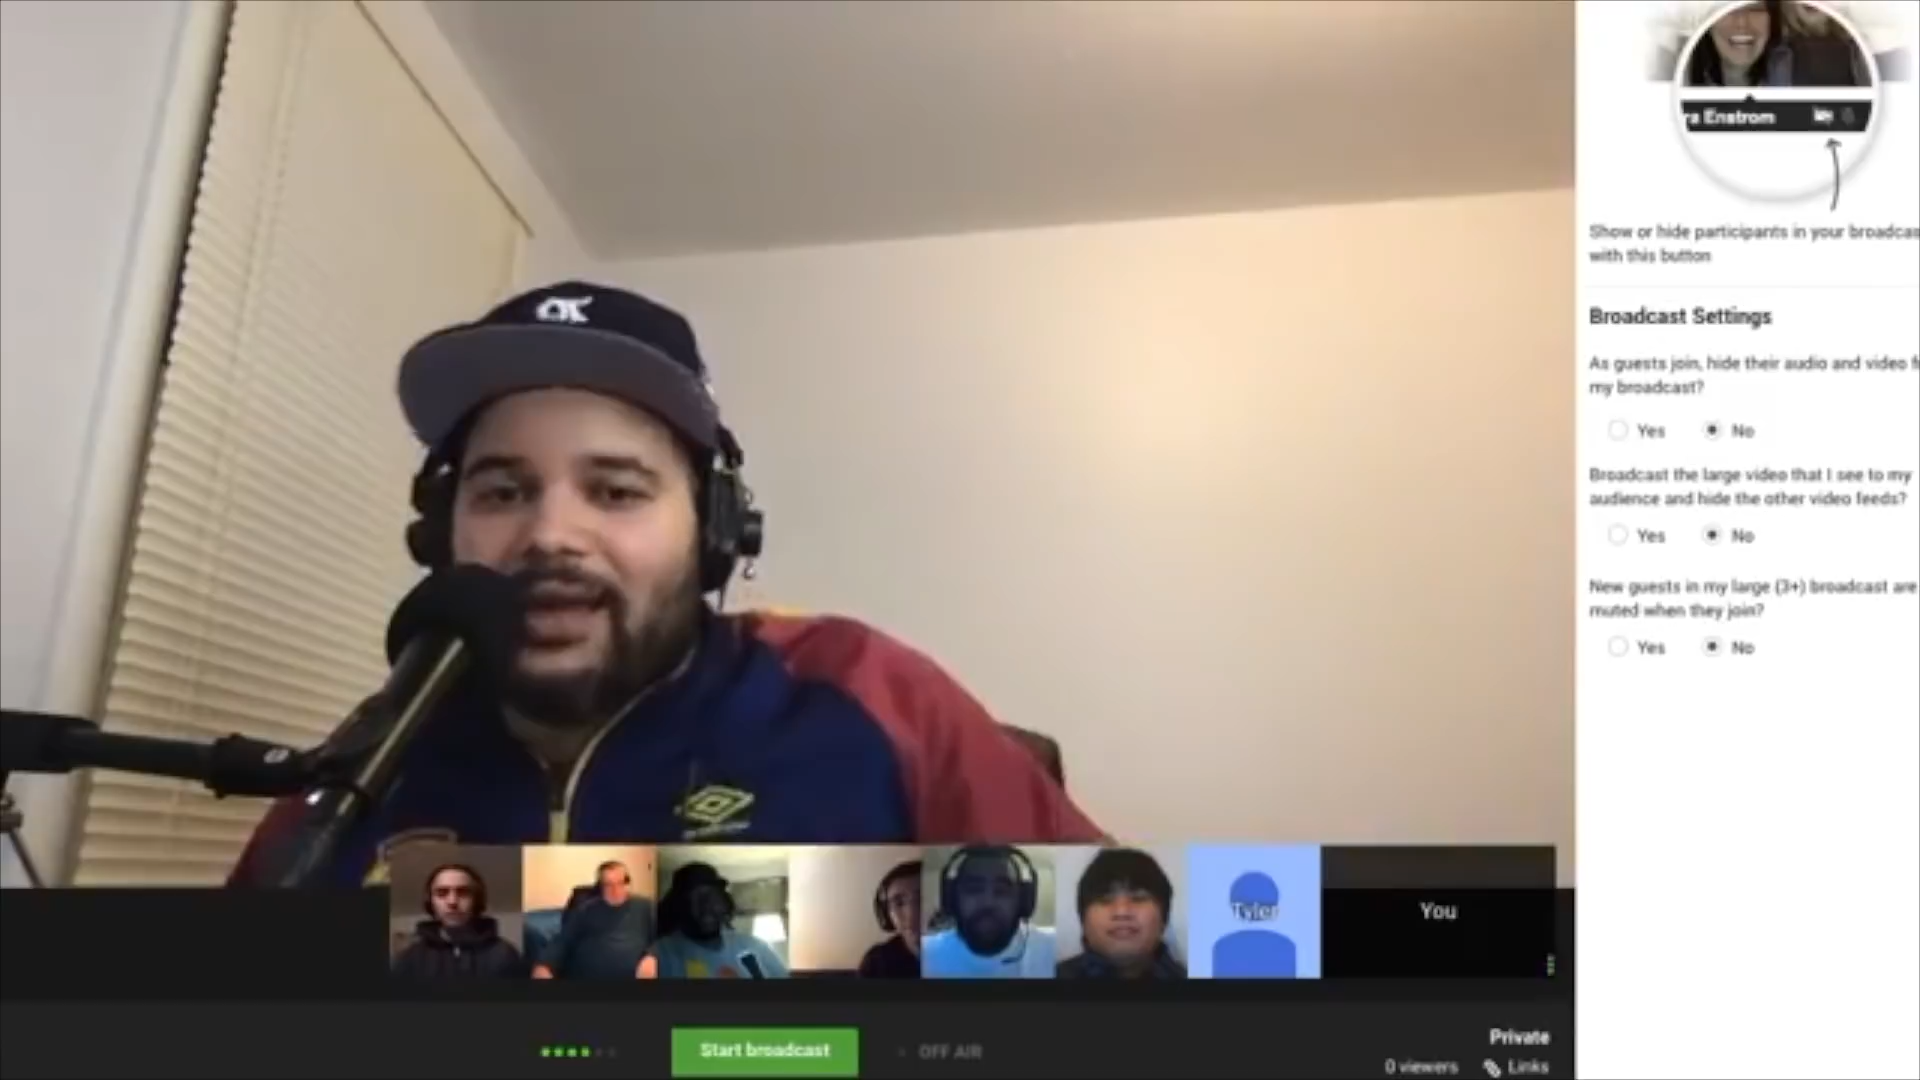 ra Enstrom
Show or hide participants in your broadcas
with this button
Broadcast Settings
As guests join, hide their audio and video f
my broadcast?
Yes No
Broadcast the large video that I see to my
audience and hide the other video feeds?
Yes No
New guests in my large (3+) broadcast are
muted when they join?
Yes No
Tyler
You
Start broadcast
OFF AIR
Private
0 viewers
Links